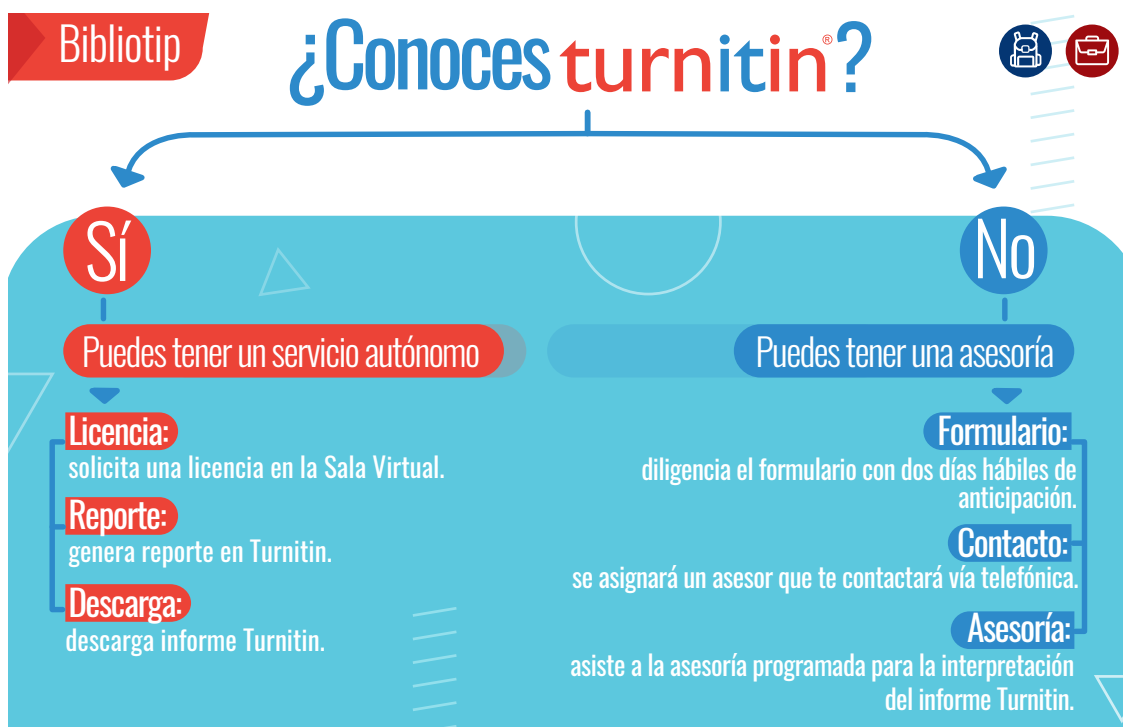 Bibliotip
¿Conoces turnitin®?
Sí
Puedes tener un servicio autónomo
Licencia:
solicita una licencia en la Sala Virtual.
Reporte:
genera reporte en Turnitin.
Descarga:
descarga informe Turnitin.
No
Puedes tener una asesoría
Formulario:
diligencia el formulario con dos días hábiles de
anticipación.
Contacto:
se asignará un asesor que te contactará vía telefónica.
Asesoría:
asiste a la asesoría programada para la interpretación
del informe Turnitin.